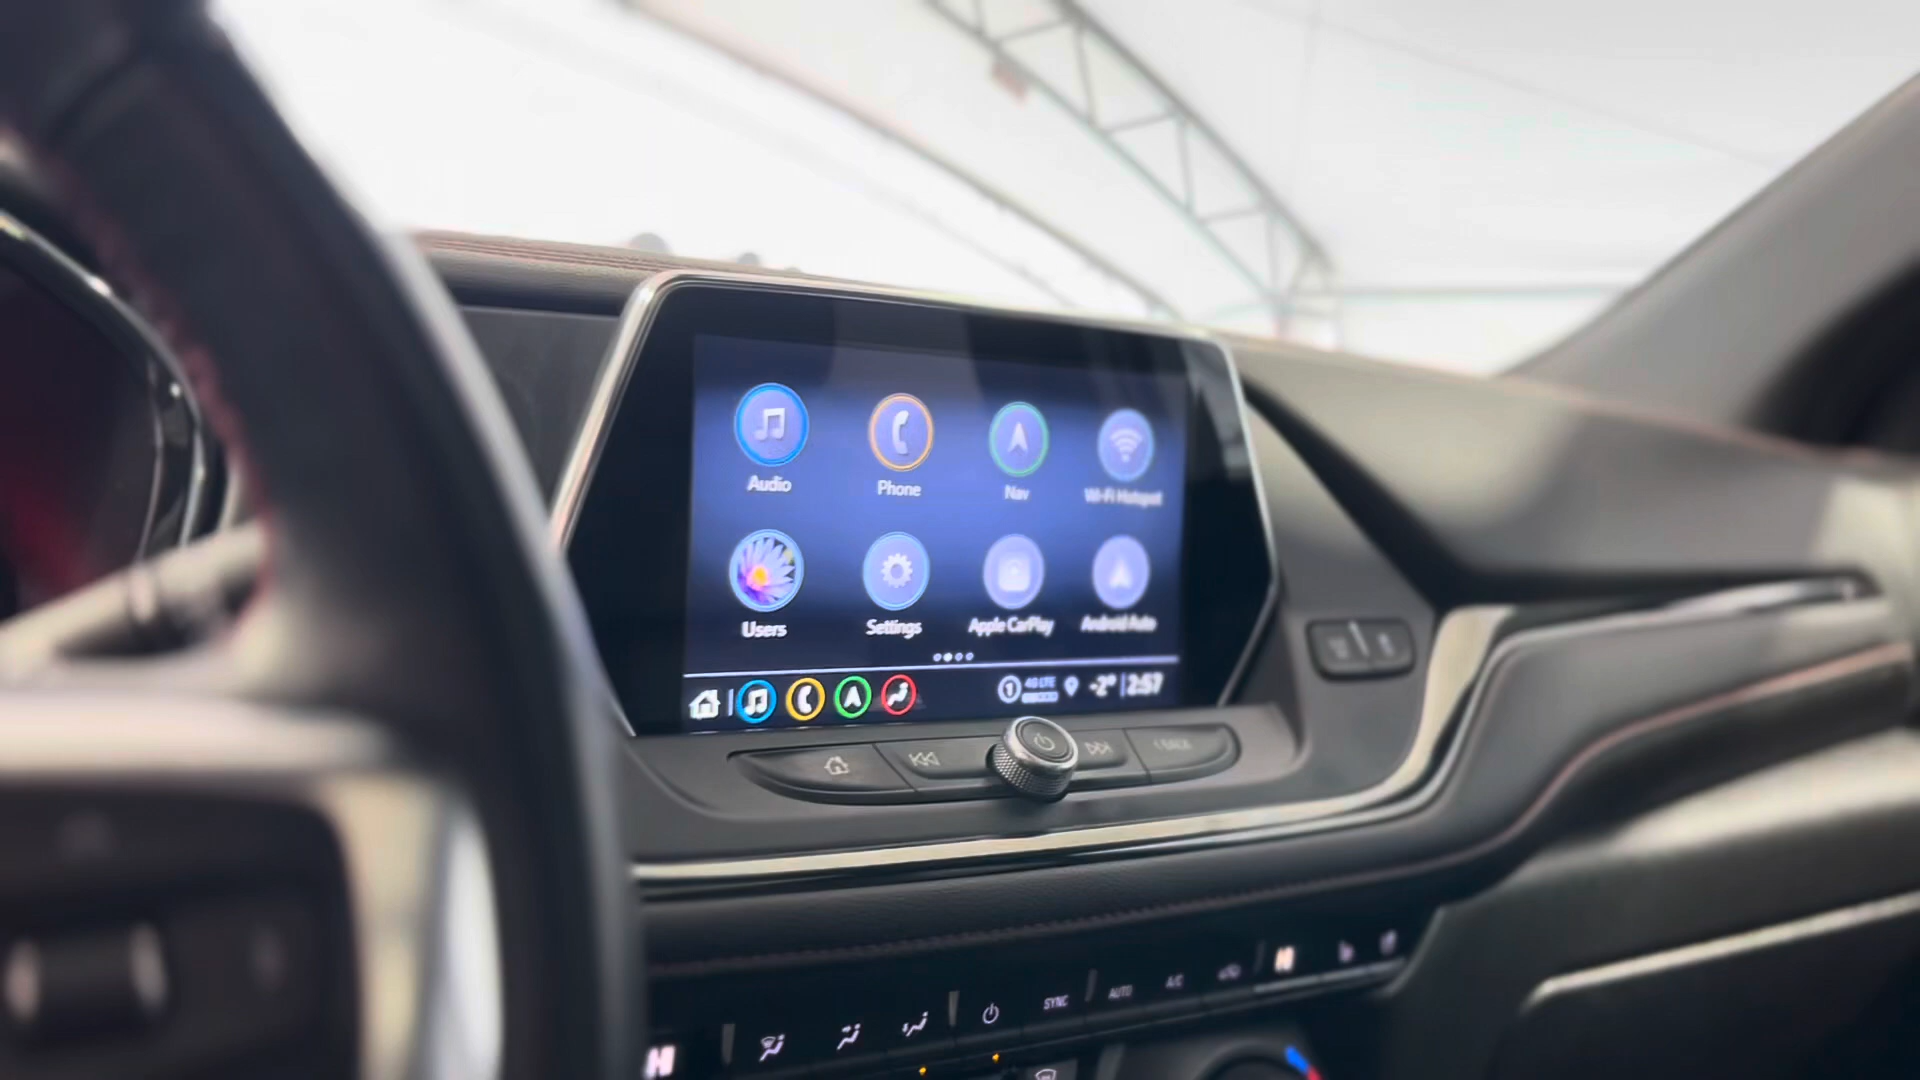 Audio
Phone
Nav
Wi-Fi Hotspot
Users
Settings
Apple CarPlay
Android Auto
1
4G LTE
-2°
2:57
BACK
SYNC
AUTO
A/C